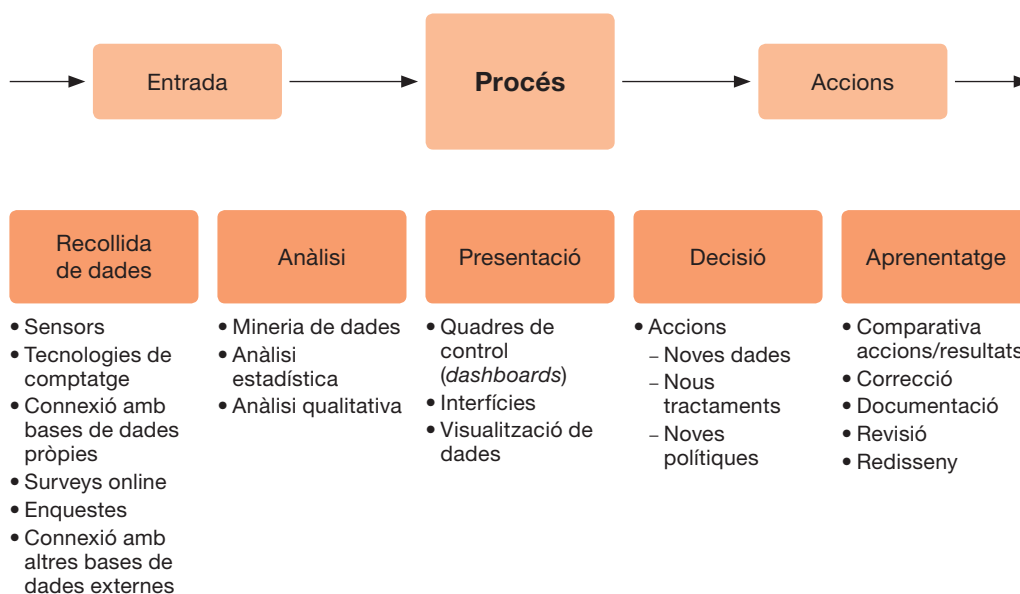 Entrada
Procés
Accions
Recollida
de dades
• Sensors
• Tecnologies de
comptatge
• Connexió amb
bases de dades
pròpies
• Surveys online
• Enquestes
• Connexió amb
altres bases de
dades externes
Anàlisi
• Mineria de dades
• Anàlisi
estadística
• Anàlisi qualitativa
Presentació
• Quadres de
control
(dashboards)
• Interfícies
• Visualització de
dades
Decisió
• Accions
– Noves dades
– Nous
tractaments
– Noves
polítiques
Aprenentatge
• Comparativa
accions/resultats
• Correcció
• Documentació
• Revisió
• Redisseny